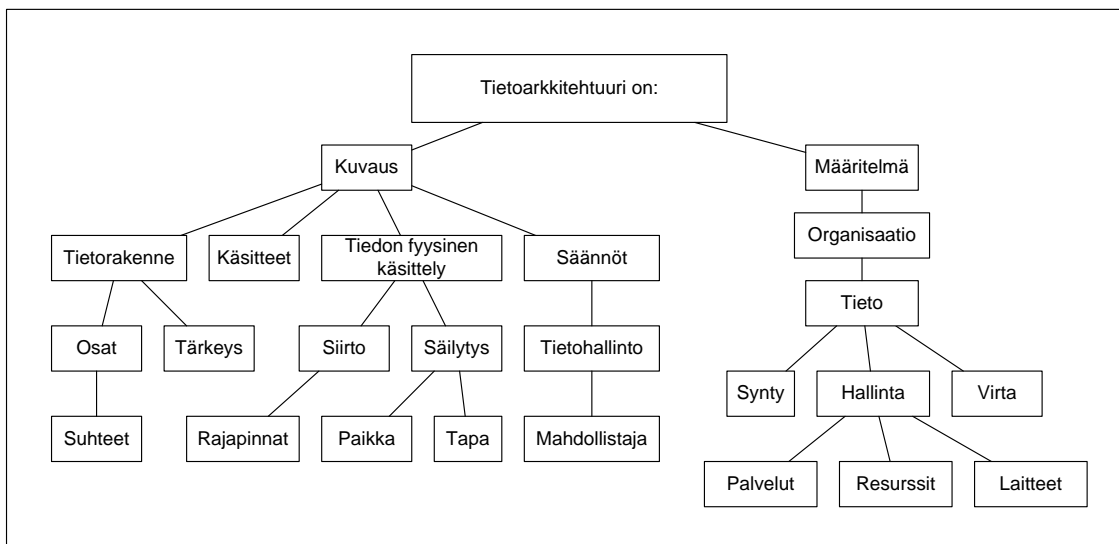 Tietoarkkitehtuuri on:
Kuvaus
Määritelmä
Organisaatio
Tietorakenne
Käsitteet
Tiedon fyysinen
käsittely
Säännöt
Tieto
Osat
Tärkeys
Siirto
Säilytys
Tietohallinto
Synty
Hallinta
Virta
Suhteet
Rajapinnat
Paikka
Tapa
Mahdollistaja
Palvelut
Resurssit
Laitteet